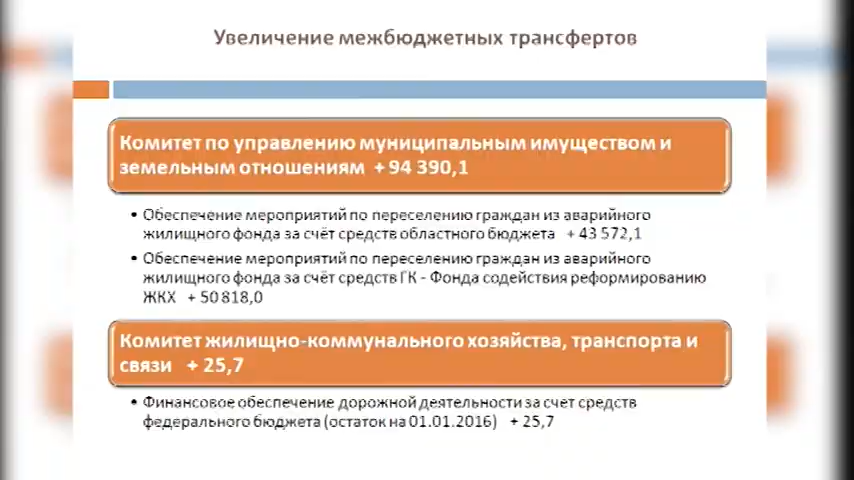 Увеличение межбюджетных трансфертов
Комитет по управлению муниципальным имуществом и
земельным отношениям + 94 390,1
• Обеспечение мероприятий по переселению граждан из аварийного
жилищного фонда за счёт средств областного бюджета + 43 572,1
• Обеспечение мероприятий по переселению граждан из аварийного
жилищного фонда за счёт средств ГК - Фонда содействия реформированию
ЖКХ + 50 818,0
Комитет жилищно-коммунального хозяйства, транспорта и
связи + 25,7
• Финансовое обеспечение дорожной деятельности за счет средств
федерального бюджета (остаток на 01.01.2016) + 25,7